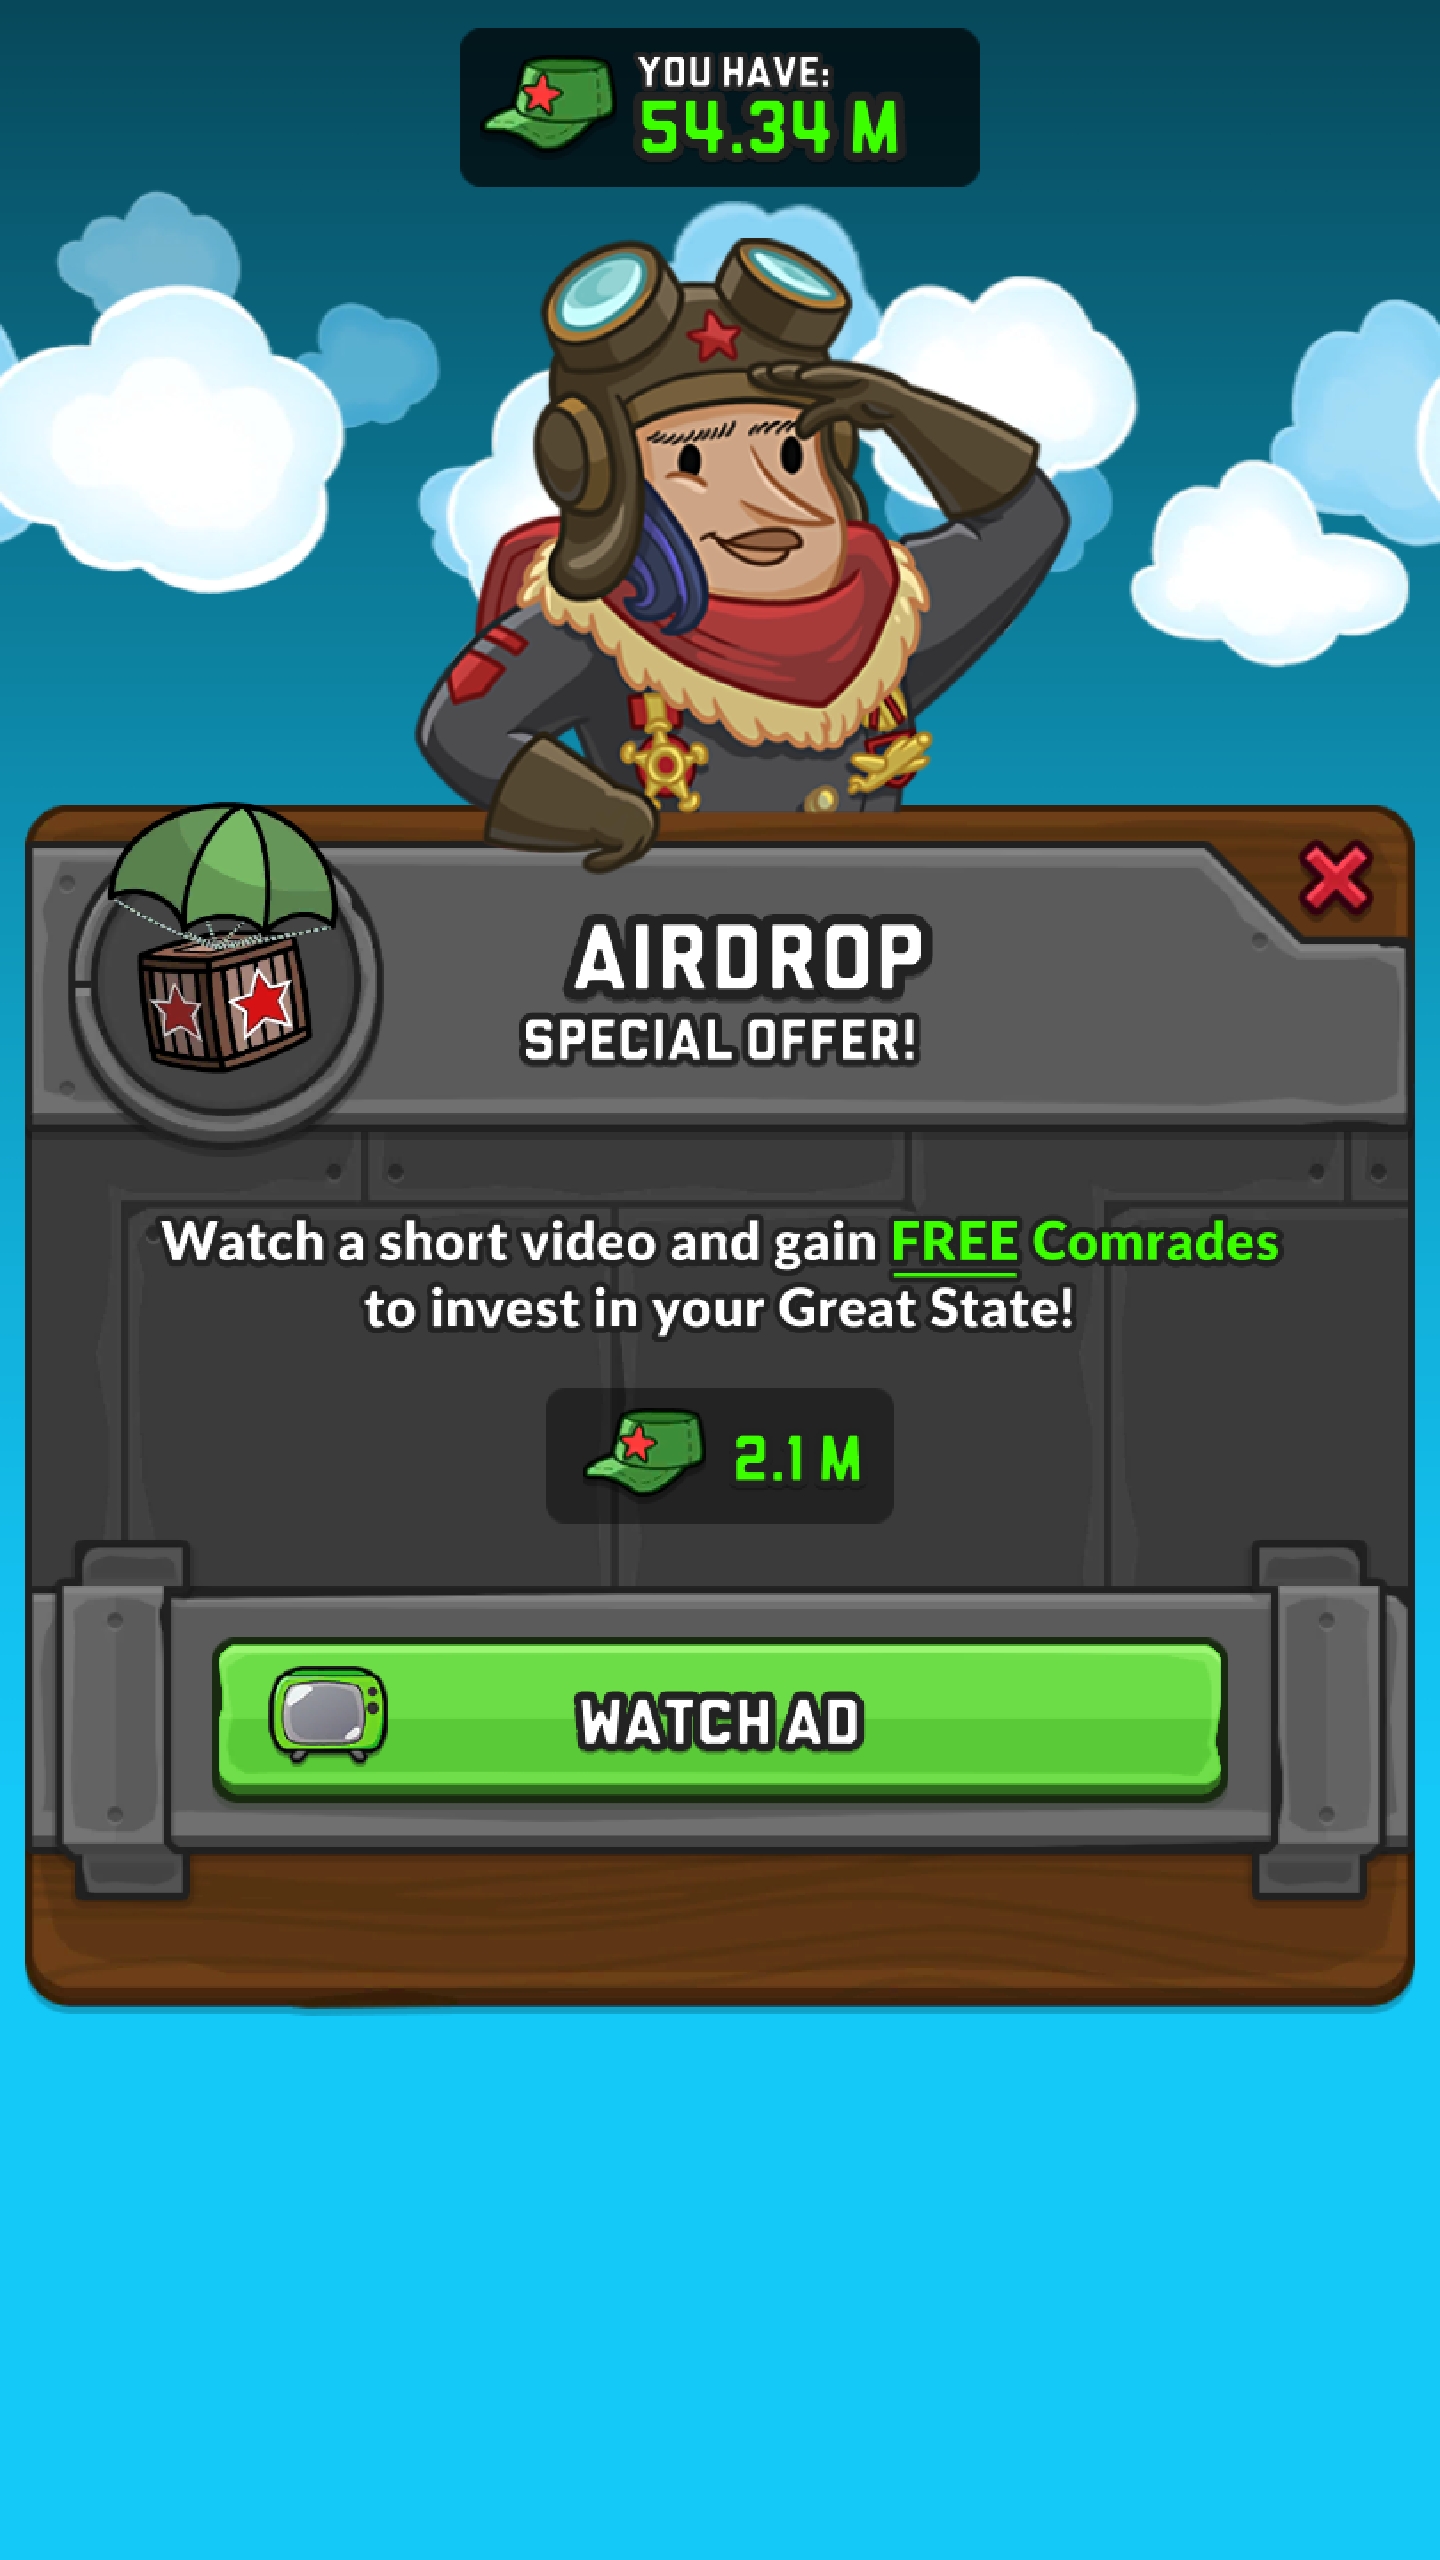 YOU HAVE:
54.34 M
AIRDROP
SPECIAL OFFER!
Watch a short video and gain FREE Comrades
to invest in your Great State!
2.1 M
WATCH AD